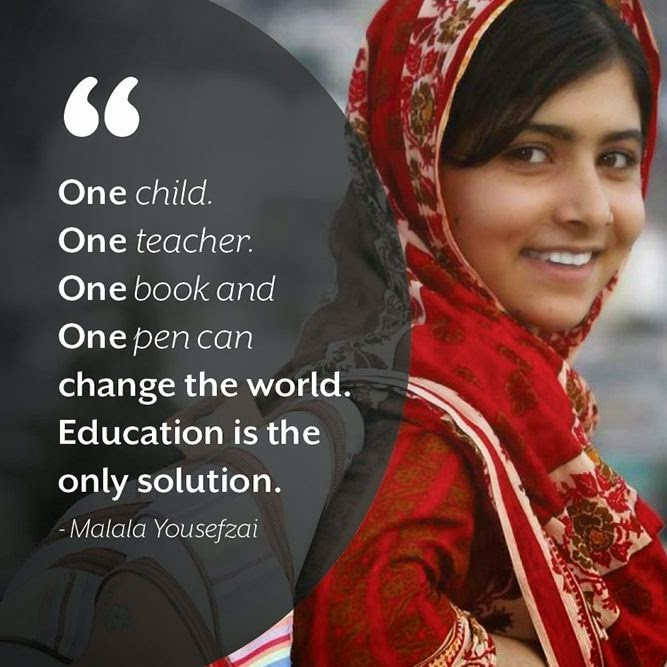 “
One child.
One teacher.
One book and
One pen can
change the world.
Education is the
only solution.
- Malala Yousefzai